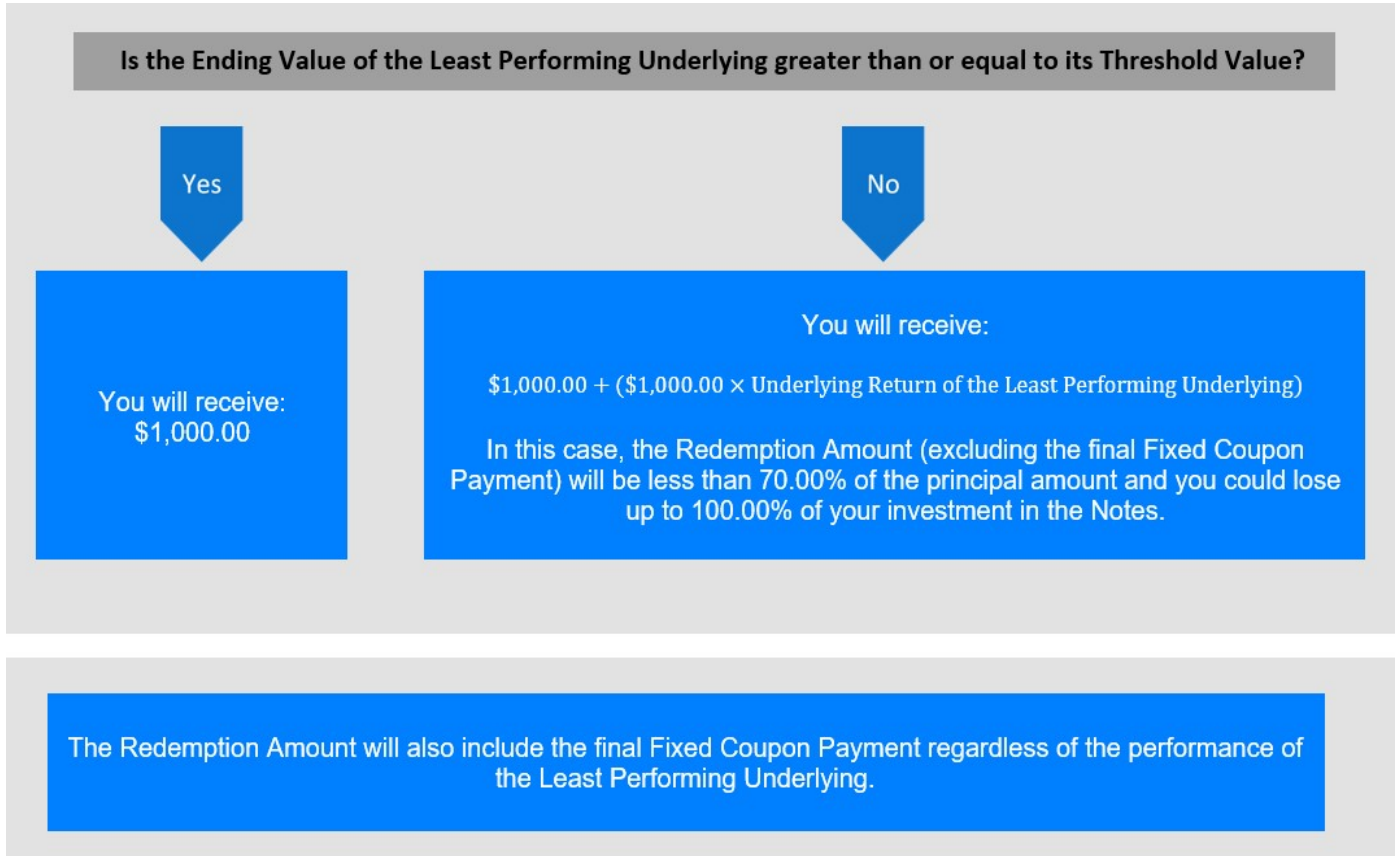 Is the Ending Value of the Least Performing Underlying greater than or equal to its Threshold Value?
Yes
No
You will receive:
$1,000.00
You will receive:
$1,000.00 + ($1,000.00 × Underlying Return of the Least Performing Underlying)
In this case, the Redemption Amount (excluding the final Fixed Coupon
Payment) will be less than 70.00% of the principal amount and you could lose
up to 100.00% of your investment in the Notes.
The Redemption Amount will also include the final Fixed Coupon Payment regardless of the performance of
the Least Performing Underlying.